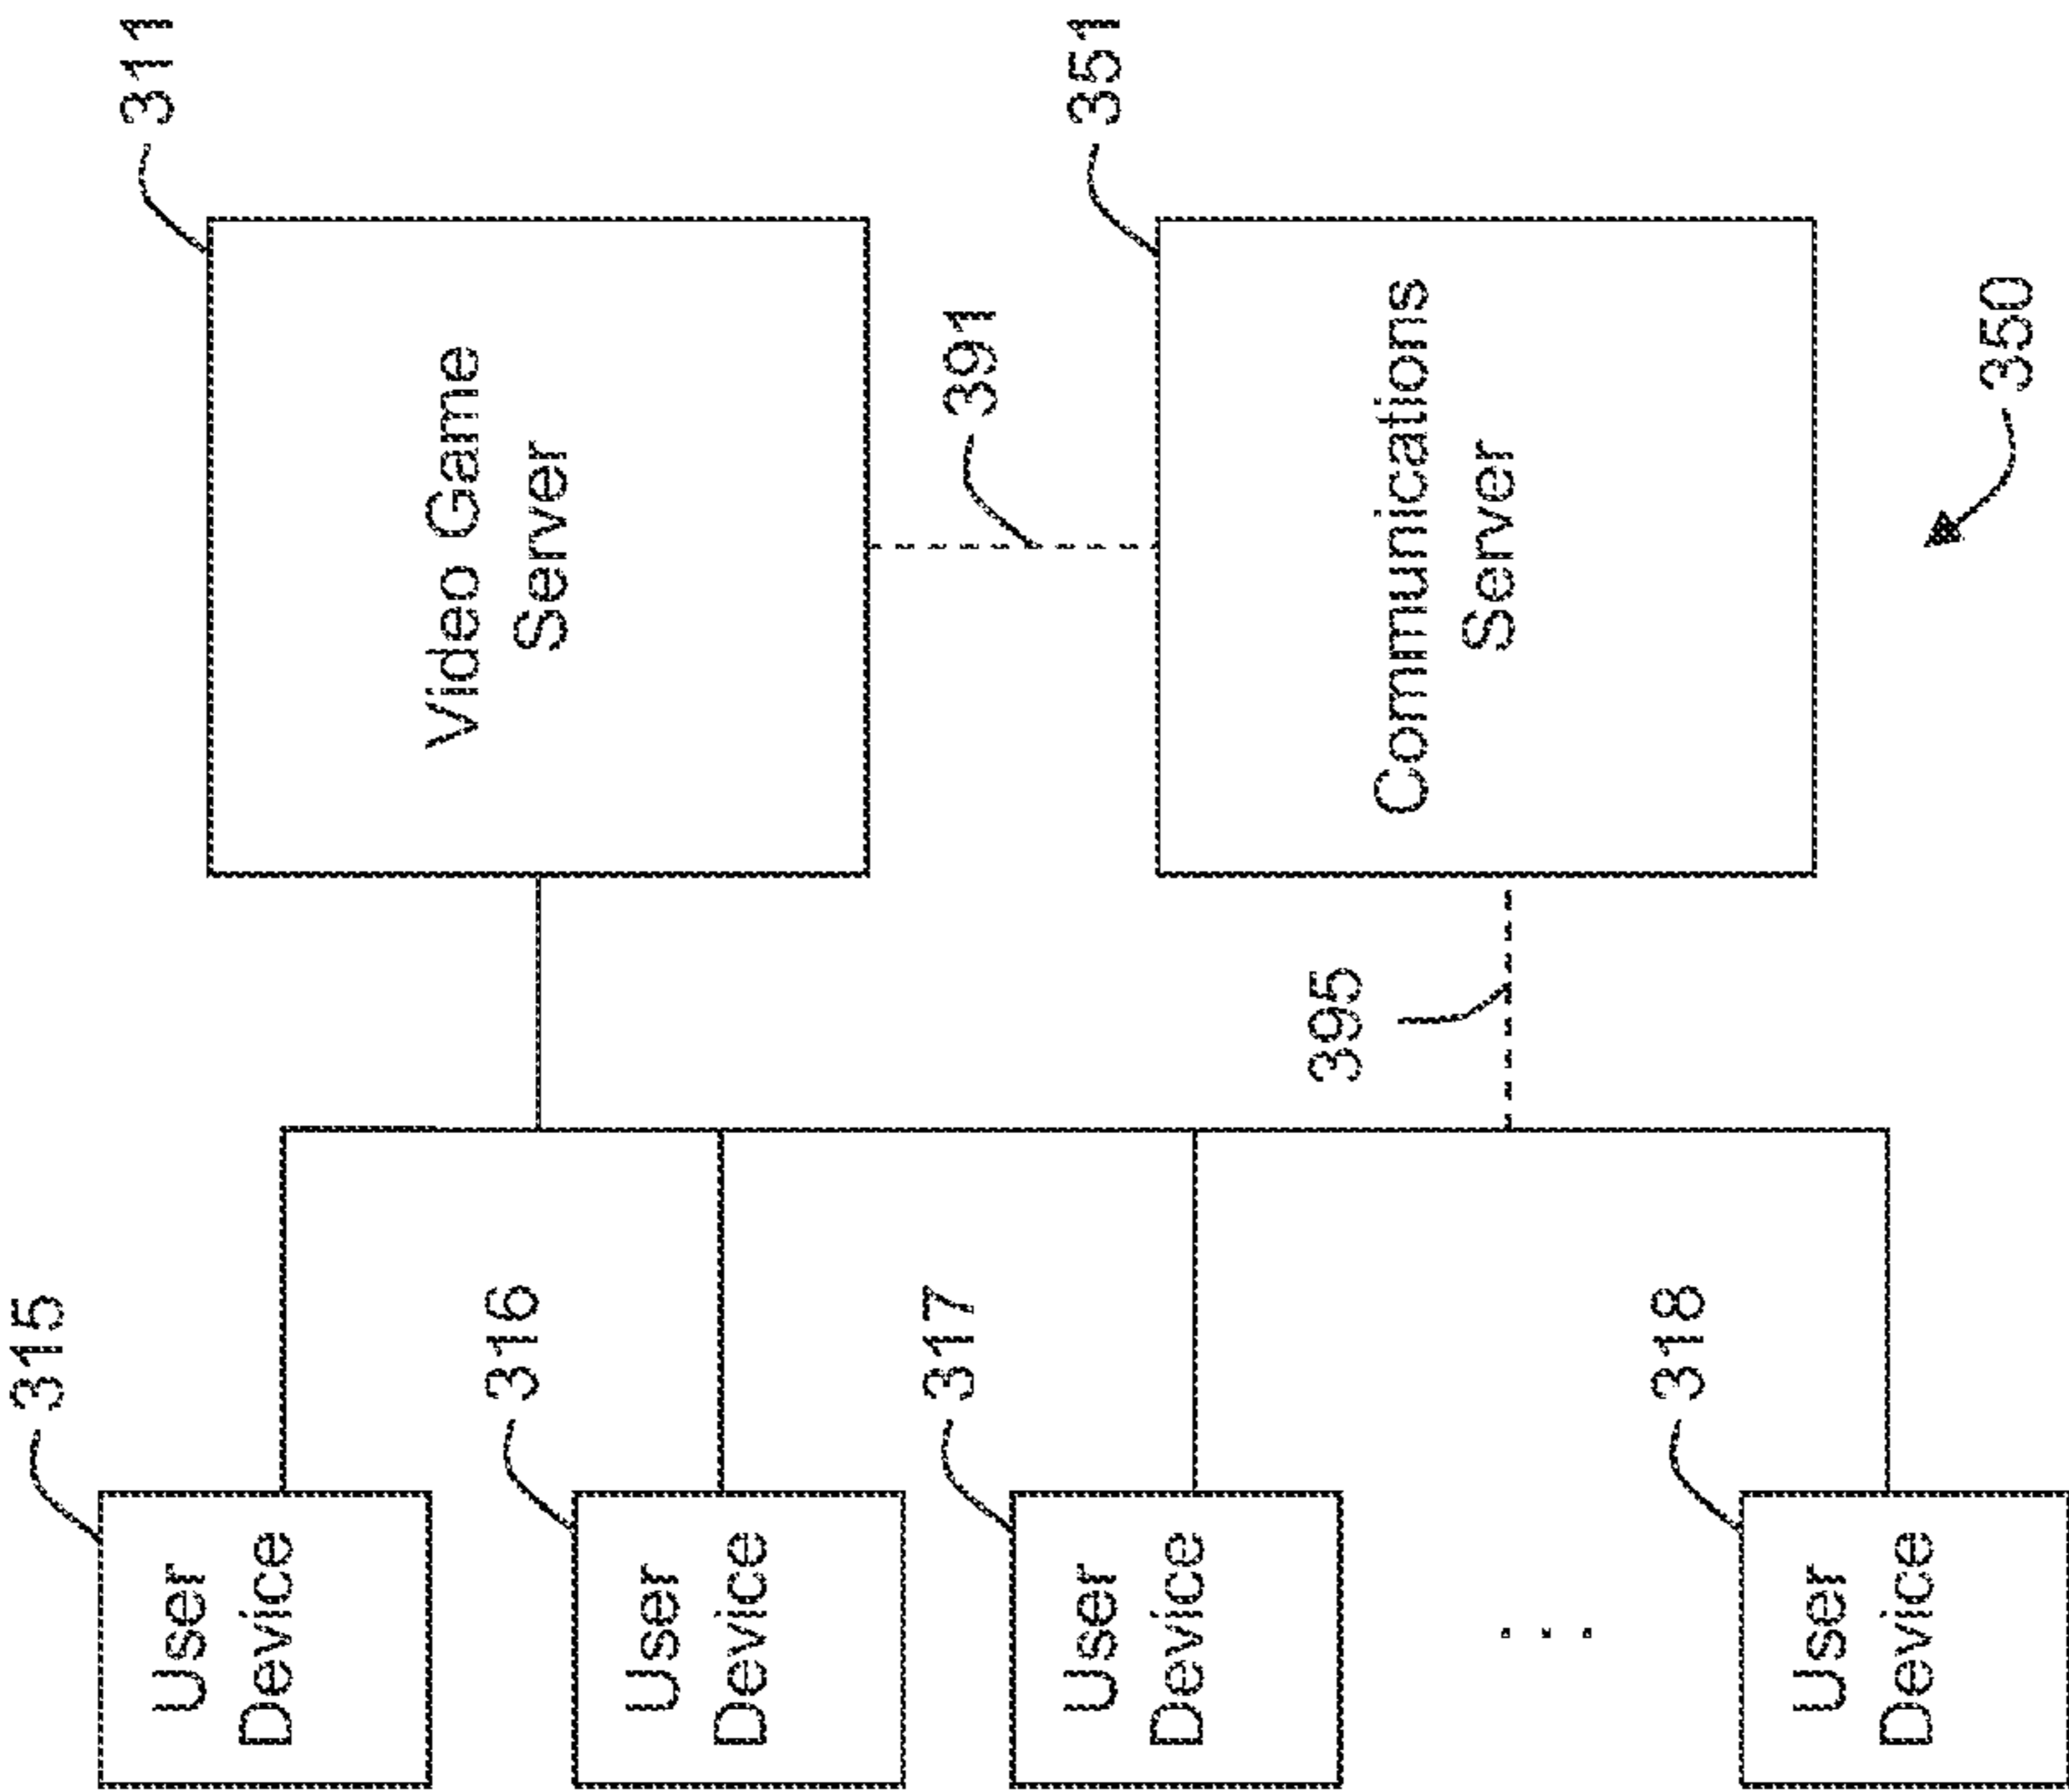 315
User
Device
316
User
Device
317
User
Device
. . .
318
User
Device
311
Video Game
Server
391
395
351
Communications
Server
350